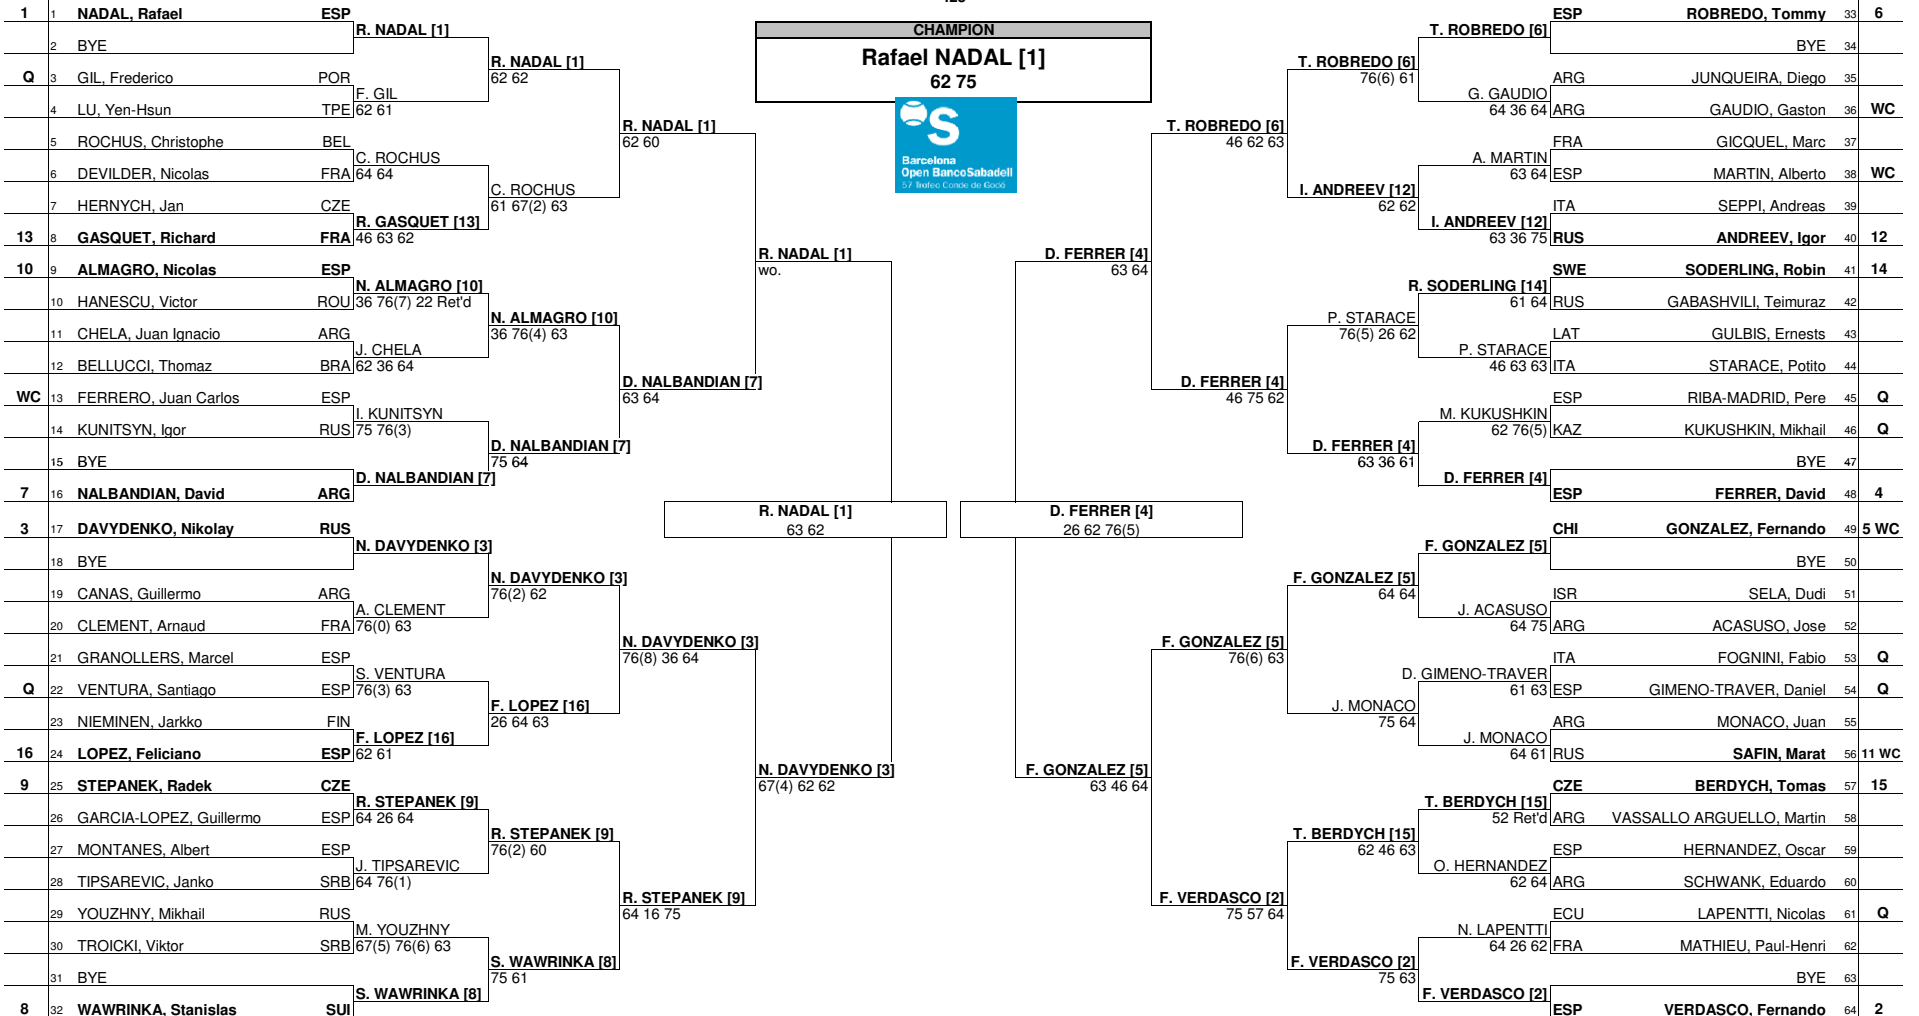 1 1 NADAL, Rafael ESP
2 BYE
Q 3 GIL, Frederico POR
4 LU, Yen-Hsun TPE
5 ROCHUS, Christophe BEL
6 DEVILDER, Nicolas FRA
7 HERNYCH, Jan CZE
13 8 GASQUET, Richard FRA
10 9 ALMAGRO, Nicolas ESP
10 HANESCU, Victor ROU
11 CHELA, Juan Ignacio ARG
12 BELLUCCI, Thomaz BRA
WC 13 FERRERO, Juan Carlos ESP
14 KUNITSYN, Igor RUS
15 BYE
7 16 NALBANDIAN, David ARG
3 17 DAVYDENKO, Nikolay RUS
18 BYE
19 CANAS, Guillermo ARG
20 CLEMENT, Arnaud FRA
21 GRANOLLERS, Marcel ESP
Q 22 VENTURA, Santiago ESP
23 NIEMINEN, Jarkko FIN
16 24 LOPEZ, Feliciano ESP
9 25 STEPANEK, Radek CZE
26 GARCIA-LOPEZ, Guillermo ESP
27 MONTANES, Albert ESP
28 TIPSAREVIC, Janko SRB
29 YOUZHNY, Mikhail RUS
30 TROICKI, Viktor SRB
31 BYE
8 32 WAWRINKA, Stanislas SUI
R. NADAL [1]
F. GIL
62 61
C. ROCHUS
64 64
R. GASQUET [13]
46 63 62
N. ALMAGRO [10]
36 76(7) 22 Ret'd
J. CHELA
62 36 64
I. KUNITSYN
75 76(3)
D. NALBANDIAN [7]
N. DAVYDENKO [3]
A. CLEMENT
76(0) 63
S. VENTURA
76(3) 63
F. LOPEZ [16]
62 61
R. STEPANEK [9]
64 26 64
J. TIPSAREVIC
64 76(1)
M. YOUZHNY
67(5) 76(6) 63
S. WAWRINKA [8]
R. NADAL [1]
62 62
C. ROCHUS
61 67(2) 63
N. ALMAGRO [10]
36 76(4) 63
D. NALBANDIAN [7]
75 64
N. DAVYDENKO [3]
76(2) 62
F. LOPEZ [16]
26 64 63
R. STEPANEK [9]
76(2) 60
S. WAWRINKA [8]
75 61
R. NADAL [1]
62 60
D. NALBANDIAN [7]
63 64
N. DAVYDENKO [3]
76(8) 36 64
R. STEPANEK [9]
64 16 75
R. NADAL [1]
wo.
N. DAVYDENKO [3]
67(4) 62 62
R. NADAL [1]
63 62
CHAMPION
Rafael NADAL [1]
62 75
S
Barcelona
Open BancoSabadell
57 Trofeo Conde de Godó
D. FERRER [4]
26 62 76(5)
D. FERRER [4]
63 64
F. GONZALEZ [5]
63 46 64
T. ROBREDO [6]
46 62 63
D. FERRER [4]
46 75 62
F. GONZALEZ [5]
76(6) 63
F. VERDASCO [2]
75 57 64
T. ROBREDO [6]
76(6) 61
I. ANDREEV [12]
62 62
P. STARACE
76(5) 26 62
D. FERRER [4]
63 36 61
F. GONZALEZ [5]
64 64
J. MONACO
75 64
T. BERDYCH [15]
62 46 63
F. VERDASCO [2]
75 63
T. ROBREDO [6]
G. GAUDIO
64 36 64
A. MARTIN
63 64
I. ANDREEV [12]
63 36 75
R. SODERLING [14]
61 64
P. STARACE
46 63 63
M. KUKUSHKIN
62 76(5)
D. FERRER [4]
F. GONZALEZ [5]
J. ACASUSO
64 75
D. GIMENO-TRAVER
61 63
J. MONACO
64 61
T. BERDYCH [15]
52 Ret'd
O. HERNANDEZ
62 64
N. LAPENTTI
64 26 62
F. VERDASCO [2]
ESP ROBREDO, Tommy 33 6
BYE 34
ARG JUNQUEIRA, Diego 35
ARG GAUDIO, Gaston 36 WC
FRA GICQUEL, Marc 37
ESP MARTIN, Alberto 38 WC
ITA SEPPI, Andreas 39
RUS ANDREEV, Igor 40 12
SWE SODERLING, Robin 41 14
RUS GABASHVILI, Teimuraz 42
LAT GULBIS, Ernests 43
ITA STARACE, Potito 44
ESP RIBA-MADRID, Pere 45 Q
KAZ KUKUSHKIN, Mikhail 46 Q
BYE 47
ESP FERRER, David 48 4
CHI GONZALEZ, Fernando 49 5 WC
BYE 50
ISR SELA, Dudi 51
ARG ACASUSO, Jose 52
ITA FOGNINI, Fabio 53 Q
ESP GIMENO-TRAVER, Daniel 54 Q
ARG MONACO, Juan 55
RUS SAFIN, Marat 56 11 WC
CZE BERDYCH, Tomas 57 15
ARG VASSALLO ARGUELLO, Martin 58
ESP HERNANDEZ, Oscar 59
ARG SCHWANK, Eduardo 60
ECU LAPENTTI, Nicolas 61 Q
FRA MATHIEU, Paul-Henri 62
BYE 63
ESP VERDASCO, Fernando 64 2